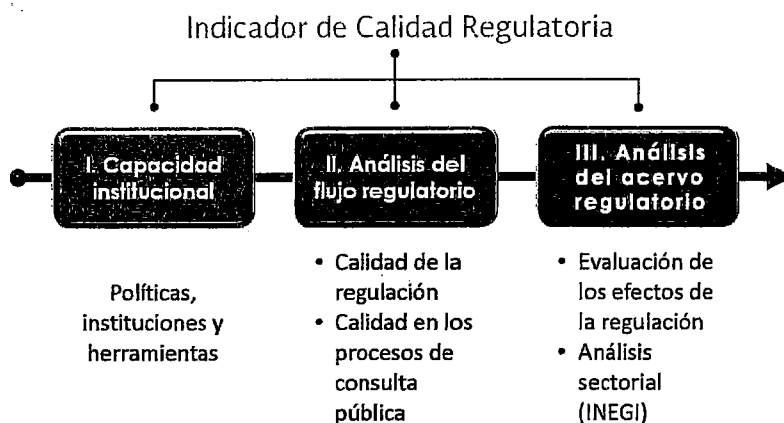 Indicador de Calidad Regulatoria
I. Capacidad
institucional
Políticas,
instituciones y
herramientas
II. Análisis del
flujo regulatorio
• Calidad de la
regulación
• Calidad en los
procesos de
consulta
pública
III. Análisis
del acervo
regulatorio
• Evaluación de
los efectos de
la regulación
• Análisis
sectorial
(INEGI)